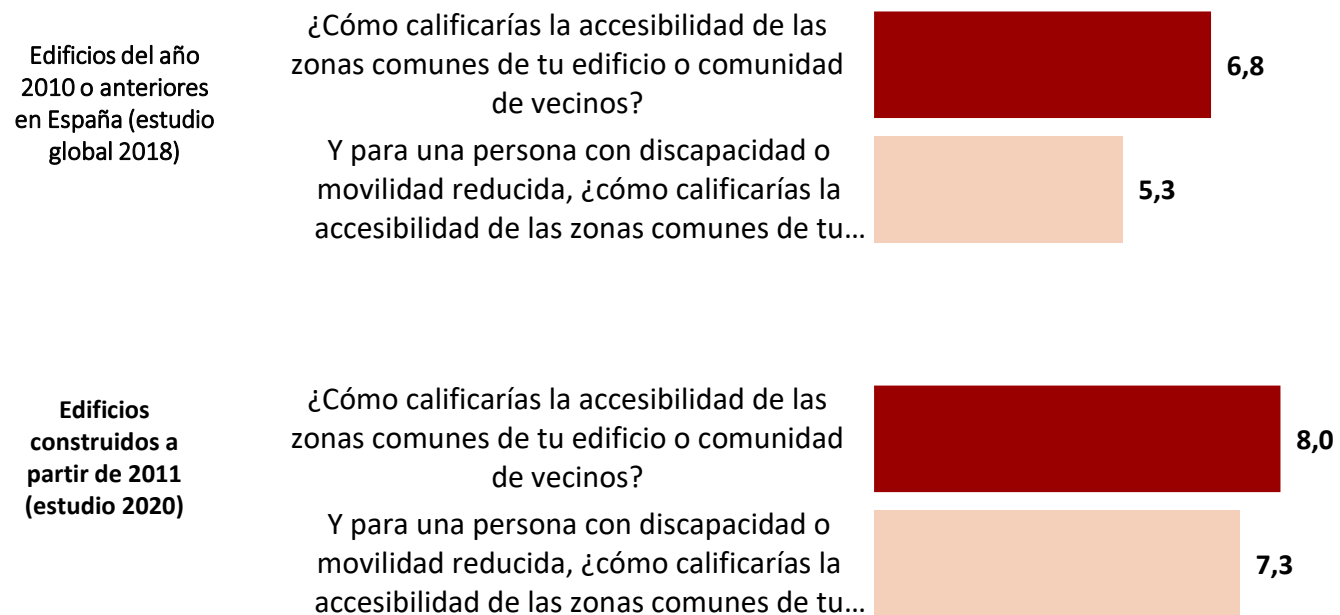 Edificios del año
2010 o anteriores
en España (estudio
global 2018)
¿Cómo calificarías la accesibilidad de las
zonas comunes de tu edificio o comunidad
de vecinos?
6,8
Y para una persona con discapacidad o
movilidad reducida, ¿cómo calificarías la
accesibilidad de las zonas comunes de tu…
5,3
Edificios
construidos a
partir de 2011
(estudio 2020)
¿Cómo calificarías la accesibilidad de las
zonas comunes de tu edificio o comunidad
de vecinos?
8,0
Y para una persona con discapacidad o
movilidad reducida, ¿cómo calificarías la
accesibilidad de las zonas comunes de tu…
7,3